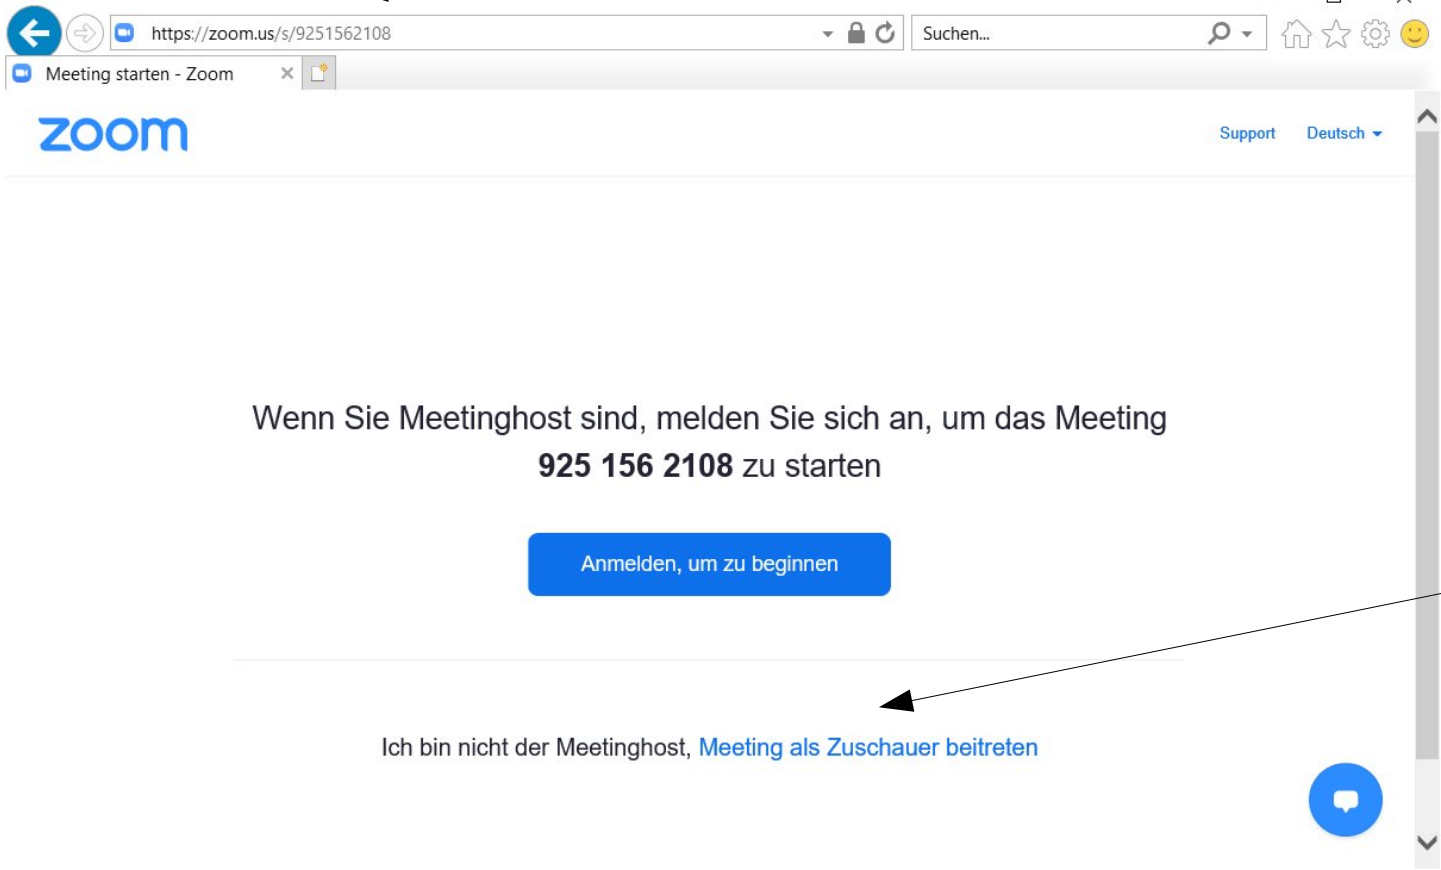 https://zoom.us/s/9251562108
Suchen...
Meeting starten - Zoom
zoom
Support
Deutsch
Wenn Sie Meetinghost sind, melden Sie sich an, um das Meeting
925 156 2108 zu starten
Anmelden, um zu beginnen
Ich bin nicht der Meetinghost, Meeting als Zuschauer beitreten